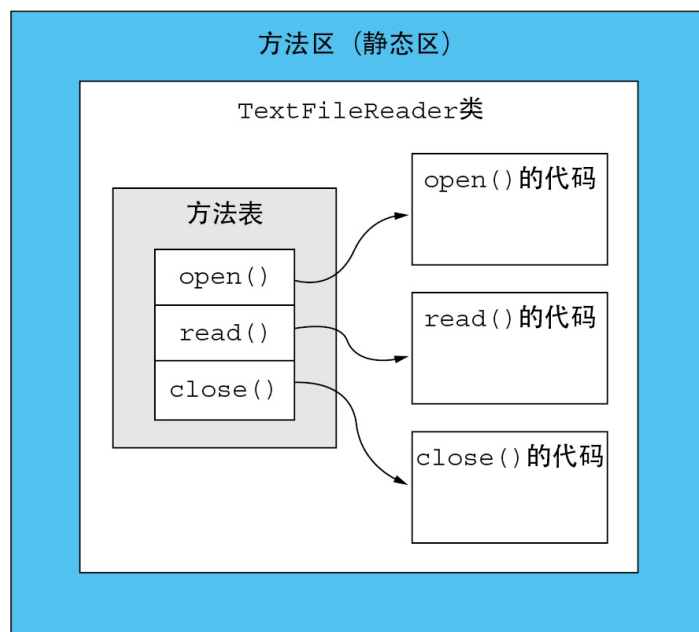 方法区（静态区）
TextFileReader类
方法表
open()
read()
close()
open()的代码
read()的代码
close()的代码